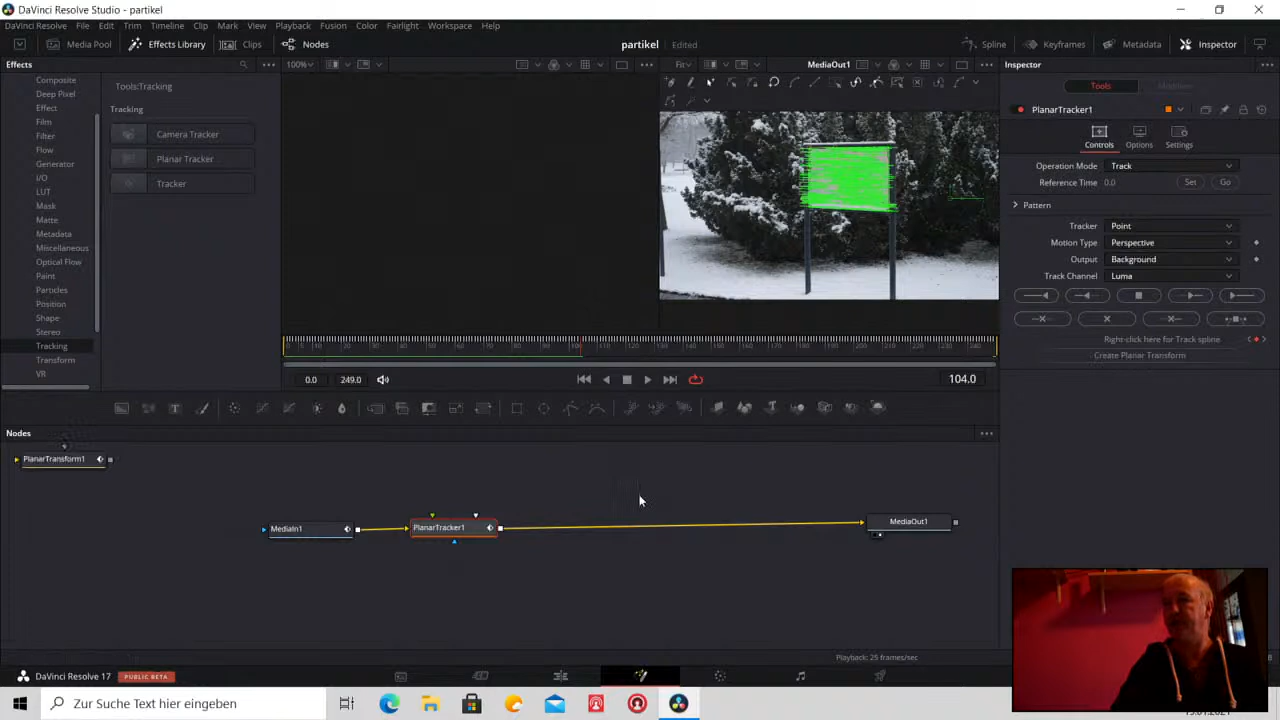 DaVinci Resolve Studio - partikel
DaVinci Resolve File Edit Trim Timeline Clip Mark View Playback Fusion Color Fairlight Workspace Help
Media Pool Effects Library Clips Nodes partikel Edited Spline Keyframes Metadata Inspector
Effects 100% Fit MediaOut1 Inspector
Composite
Deep Pixel
Effect
Film
Filter
Flow
Generator
I/O
LUT
Mask
Matte
Metadata
Miscellaneous
Optical Flow
Paint
Particles
Position
Shape
Stereo
Tracking
Transform
VR
Tools:Tracking
Tracking
Camera Tracker
Planar Tracker
Tracker
Tools Modifiers
PlanarTracker1
Controls Options Settings
Operation Mode Track
Reference Time 0.0 Set Go
Pattern
Tracker Point
Motion Type Perspective
Output Background
Track Channel Luma
Right-click here for Track spline
Create Planar Transform
0.0 249.0 104.0
Nodes
PlanarTransform1
MediaIn1 PlanarTracker1 MediaOut1
Playback: 25 frames/sec
DaVinci Resolve 17 PUBLIC BETA
Zur Suche Text hier eingeben